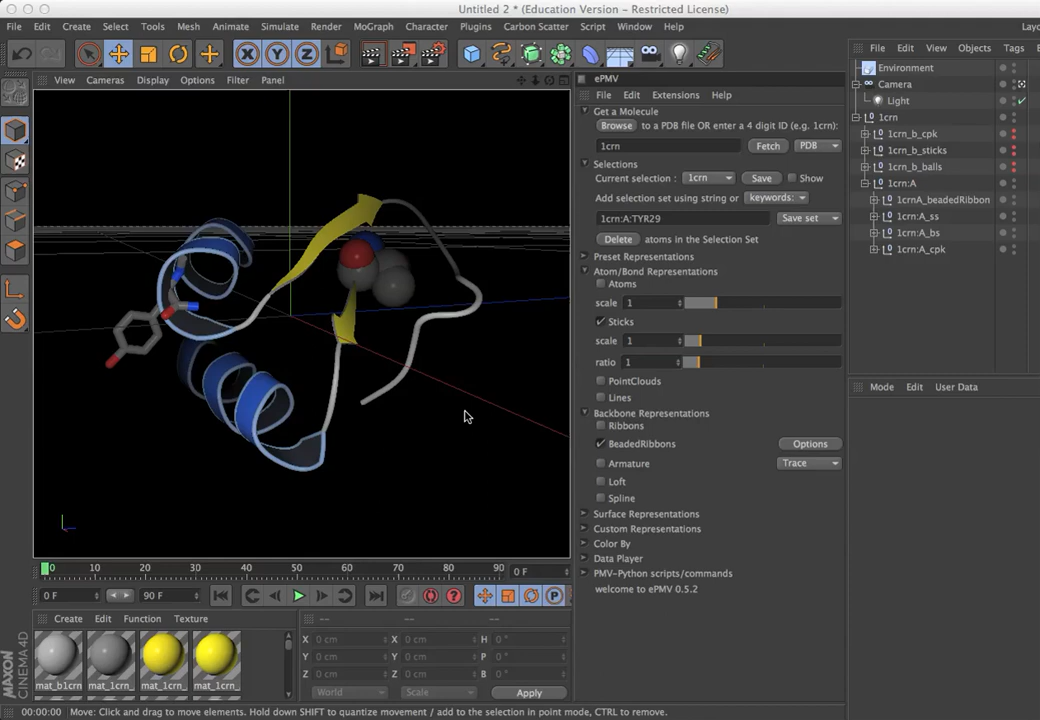 Untitled 2 * (Education Version - Restricted License)
File Edit Create Select Tools Mesh Animate Simulate Render MoGraph Character Plugins Carbon Scatter Script Window Help
View Cameras Display Options Filter Panel
ePMV
File Edit Extensions Help
Get a Molecule
Browse to a PDB file OR enter a 4 digit ID (e.g. 1crn):
1crn Fetch PDB
Selections
Current selection : 1crn Save Show
Add selection set using string or keywords:
1crn:A:TYR29 Save set
Delete atoms in the Selection Set
Preset Representations
Atom/Bond Representations
Atoms
scale 1
Sticks
scale 1
ratio 1
PointClouds
Lines
Backbone Representations
Ribbons
BeadedRibbons Options
Armature Trace
Loft
Spline
Surface Representations
Custom Representations
Color By
Data Player
PMV-Python scripts/commands
welcome to ePMV 0.5.2
File Edit View Objects Tags
Environment
Camera
Light
1crn
1crn_b_cpk
1crn_b_sticks
1crn_b_balls
1crn:A
1crnA_beadedRibbon
1crn:A_ss
1crn:A_bs
1crn:A_cpk
Mode Edit User Data
0 10 20 30 40 50 60 70 80 90 0 F
0 F 90 F
Create Edit Function Texture
mat_b1crn mat_1crn_ mat_1crn_ mat_1crn_
-- -- --
X 0 cm X 0 cm H 0 °
Y 0 cm Y 0 cm P 0 °
Z 0 cm Z 0 cm B 0 °
World Scale Apply
MAXON CINEMA 4D
00:00:00 Move: Click and drag to move elements. Hold down SHIFT to quantize movement / add to the selection in point mode, CTRL to remove.